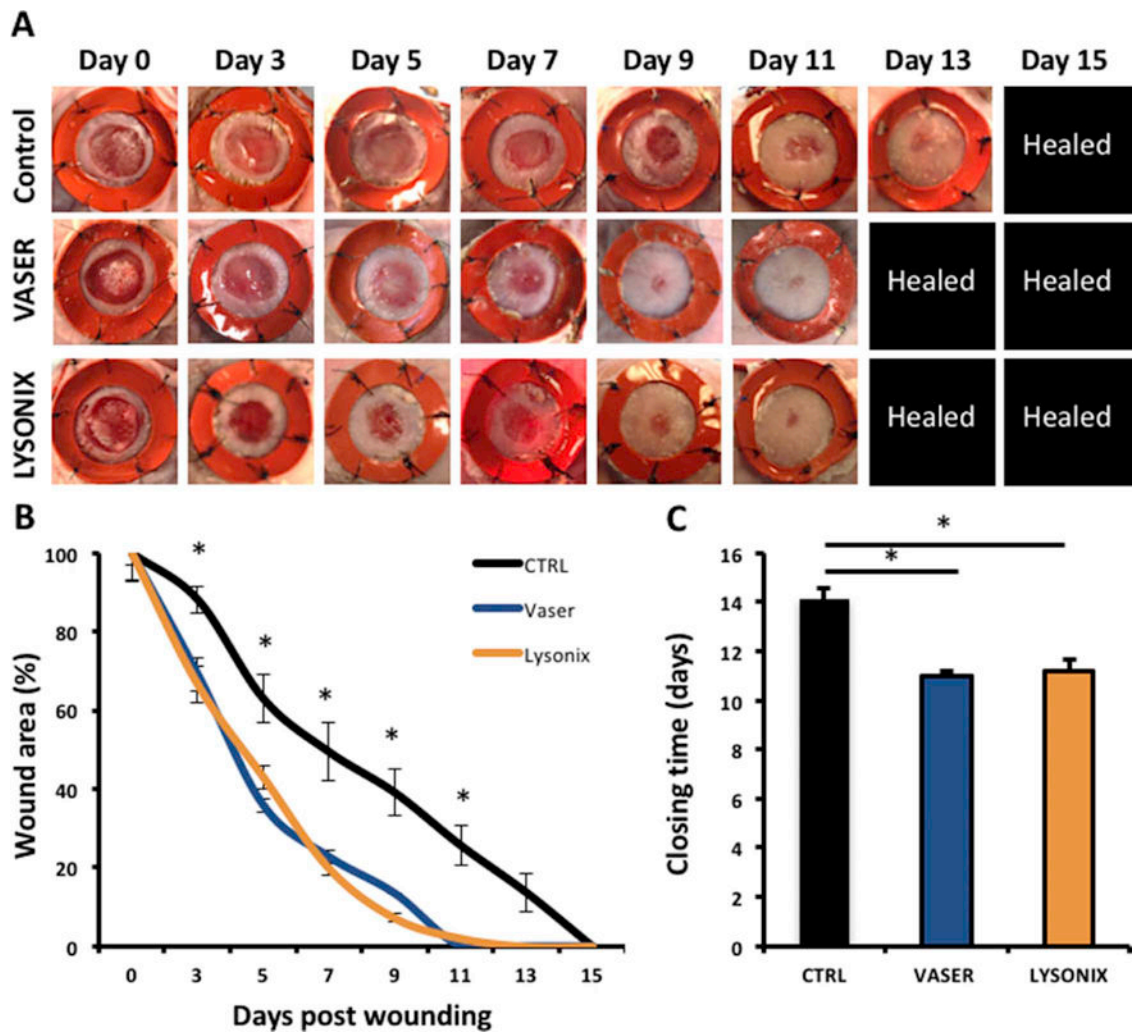 A
Day 0 Day 3 Day 5 Day 7 Day 9 Day 11 Day 13 Day 15
Control
Healed
VASER
Healed Healed
LYSONIX
Healed Healed
B
Wound area (%)
100
80
60
40
20
0
* * * * *
CTRL
Vaser
Lysonix
0 3 5 7 9 11 13 15
Days post wounding
C
Closing time (days)
16
14
12
10
8
6
4
2
0
*
*
CTRL VASER LYSONIX